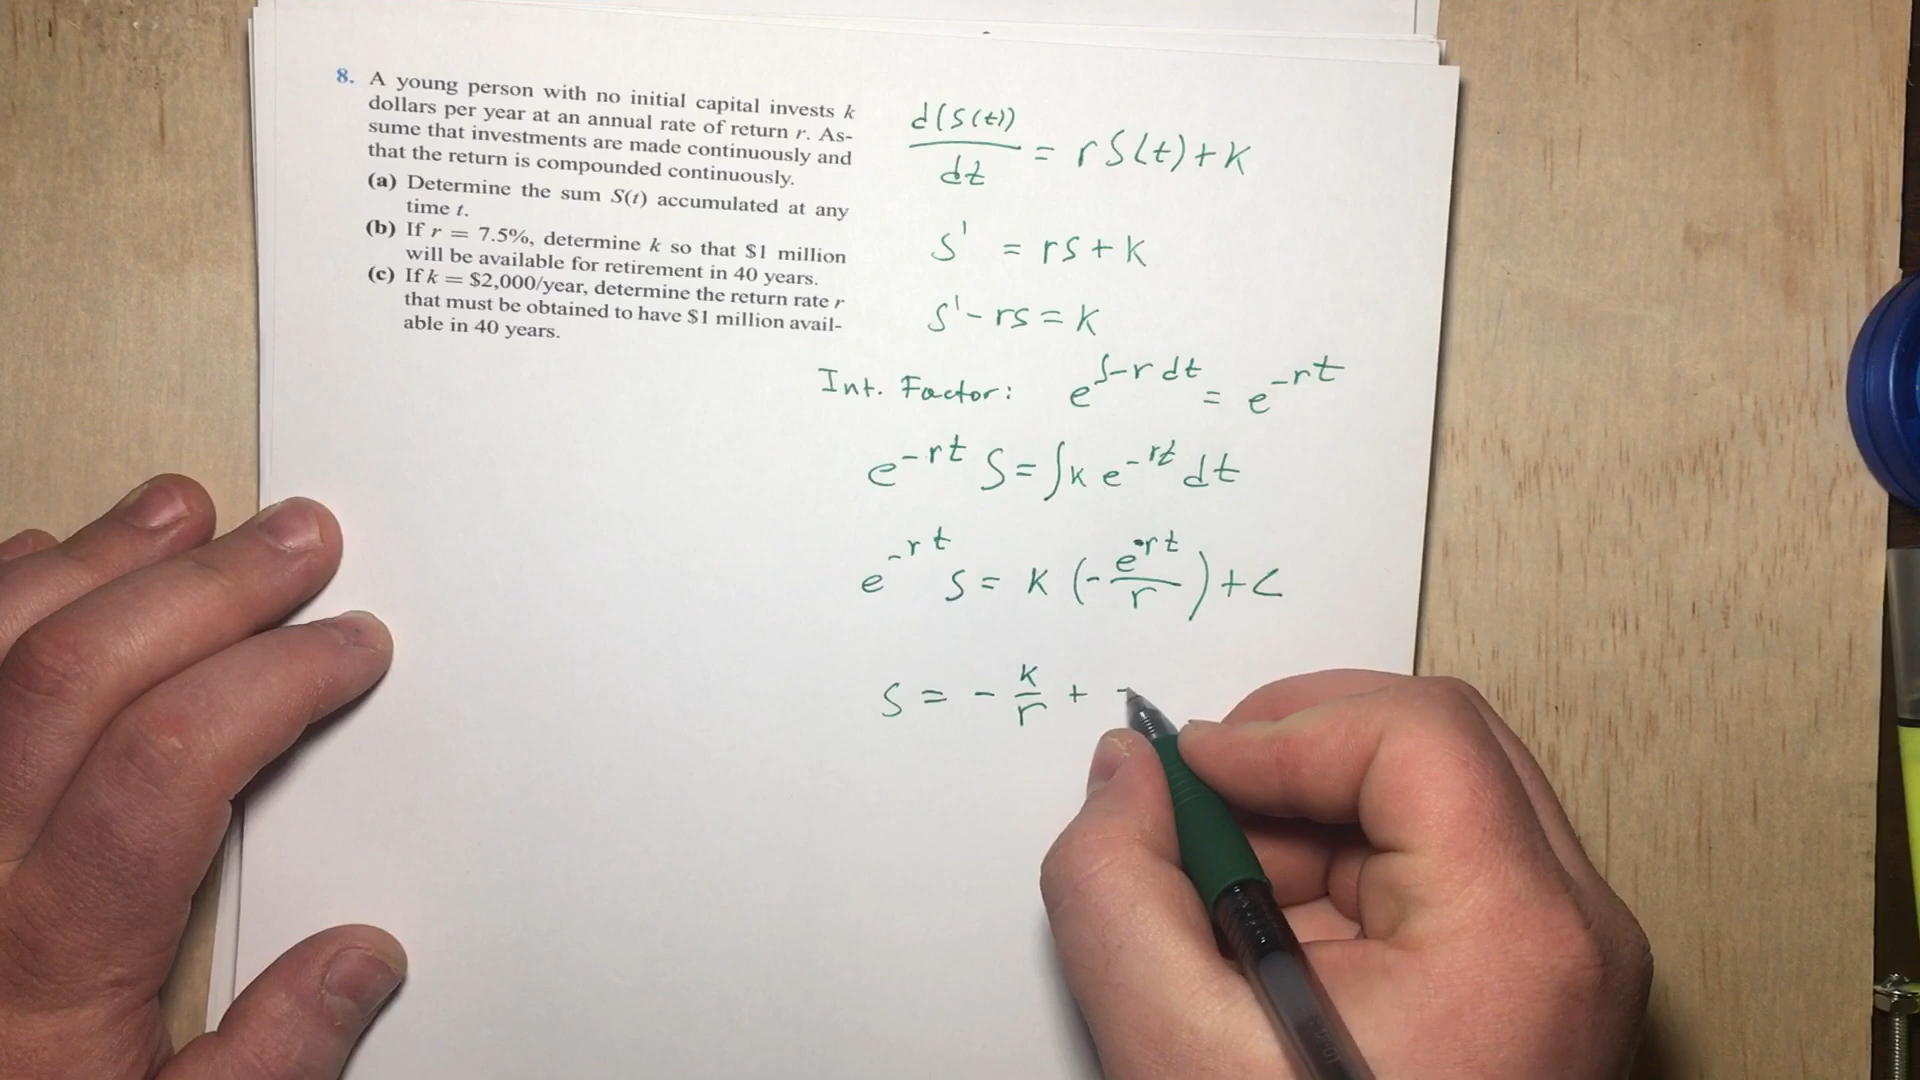 8. A young person with no initial capital invests k
dollars per year at an annual rate of return r. As-
sume that investments are made continuously and
that the return is compounded continuously.
(a) Determine the sum S(t) accumulated at any
time t.
(b) If r = 7.5%, determine k so that $1 million
will be available for retirement in 40 years.
(c) If k = $2,000/year, determine the return rate r
that must be obtained to have $1 million avail-
able in 40 years.
d(S(t))/dt = rS(t)+k
S' = rS+k
S'-rS=k
Int. Factor: e^∫-r dt = e^-rt
e^-rt S=∫k e^-rt dt
e^-rt S= k (-e^-rt/r)+C
S = - k/r +